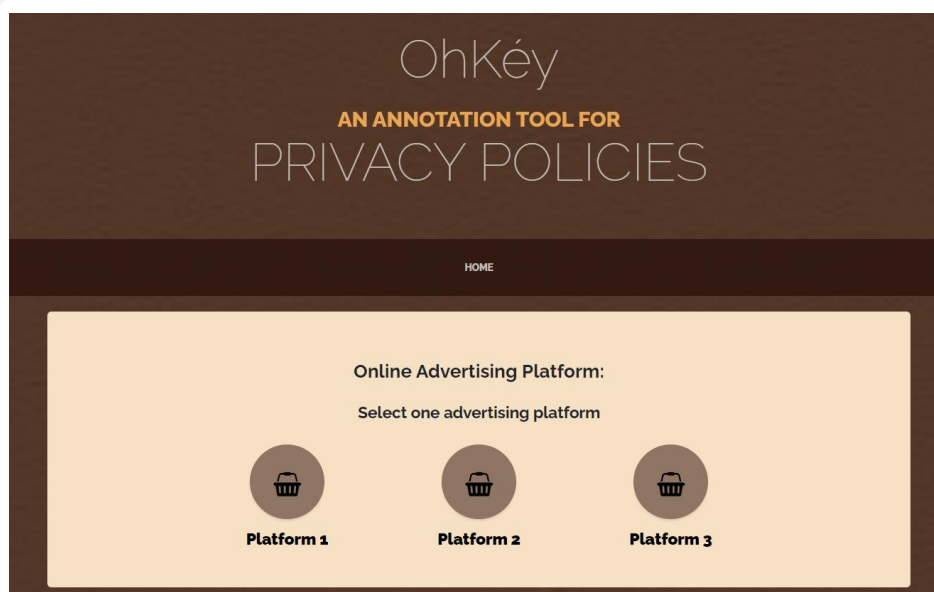 OhKéy
AN ANNOTATION TOOL FOR
PRIVACY POLICIES
HOME
Online Advertising Platform:
Select one advertising platform
Platform 1 Platform 2 Platform 3